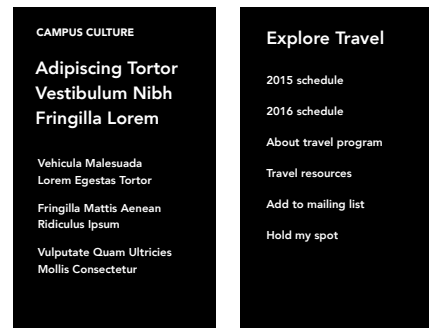 CAMPUS CULTURE
Adipiscing Tortor
Vestibulum Nibh
Fringilla Lorem
Vehicula Malesuada
Lorem Egestas Tortor
Fringilla Mattis Aenean
Ridiculus Ipsum
Vulputate Quam Ultricies
Mollis Consectetur
Explore Travel
2015 schedule
2016 schedule
About travel program
Travel resources
Add to mailing list
Hold my spot